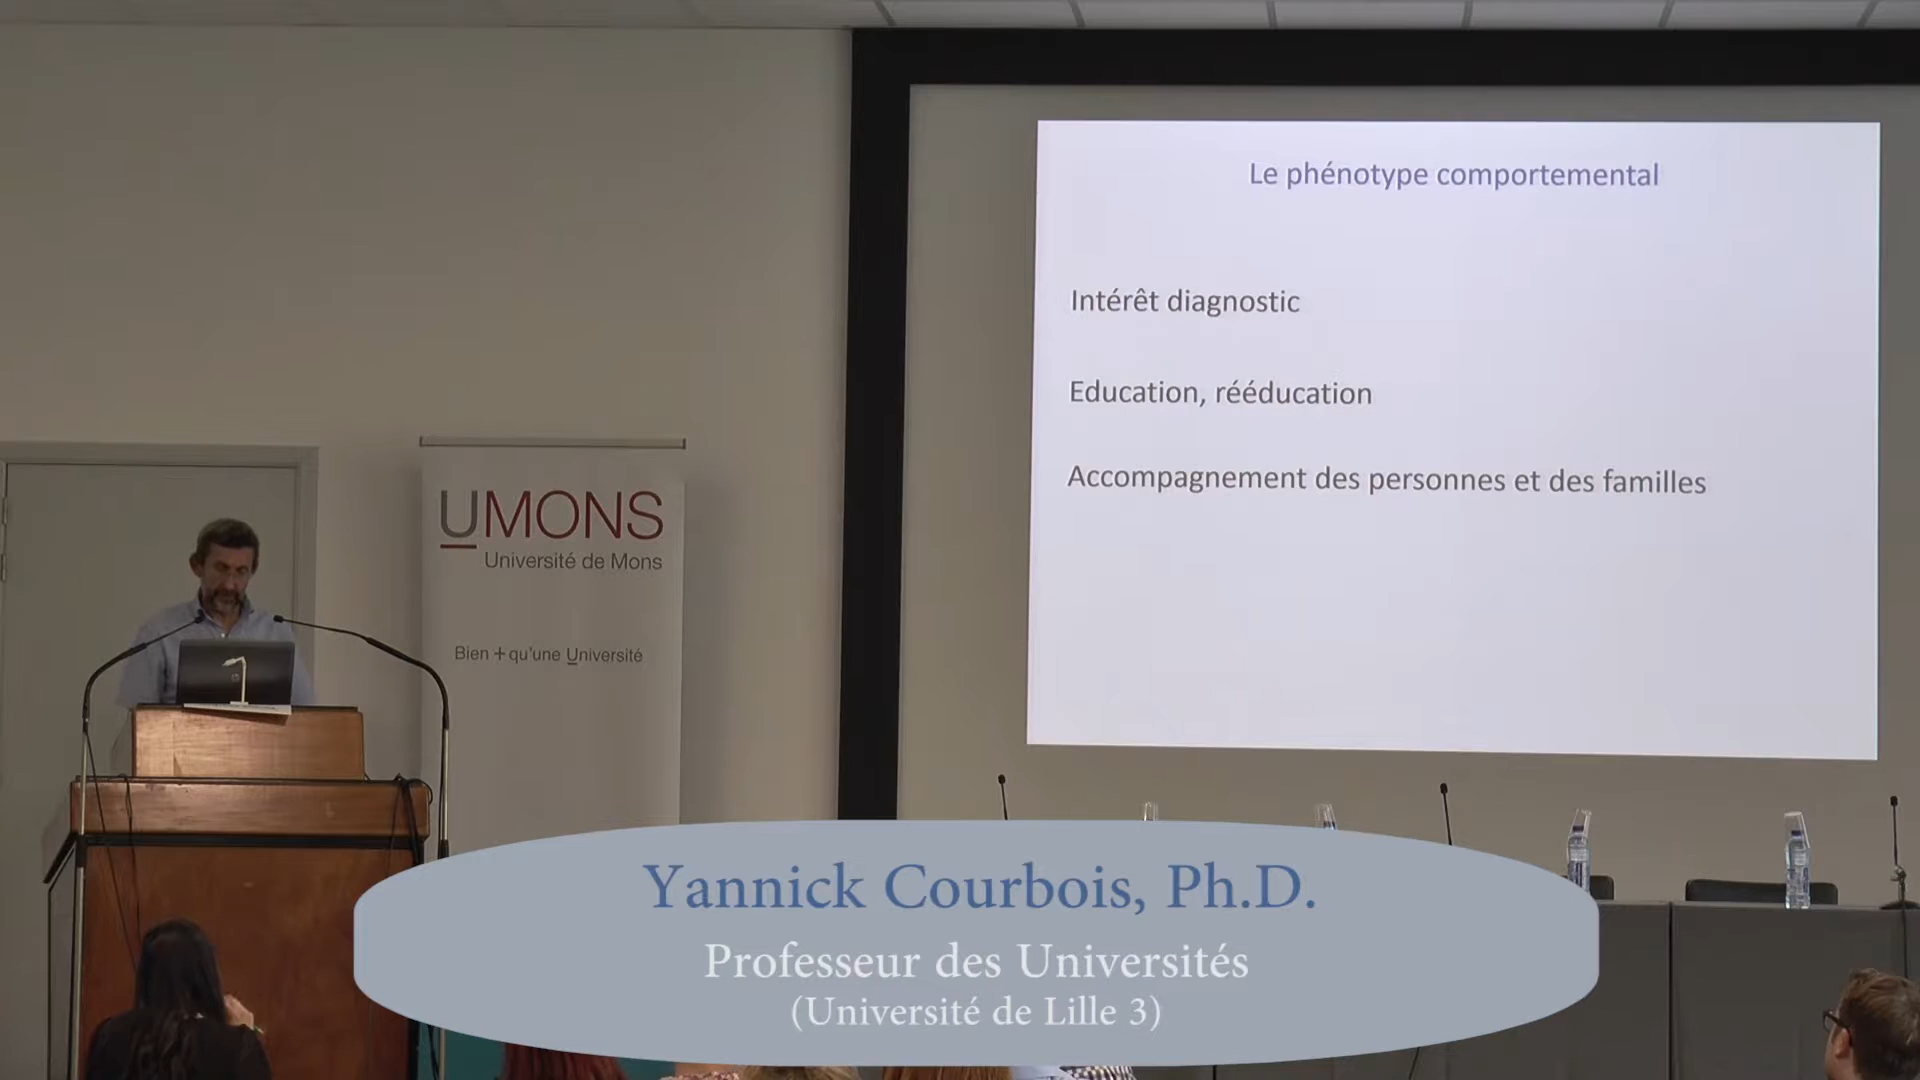 Le phénotype comportemental
Intérêt diagnostic
Education, rééducation
Accompagnement des personnes et des familles
UMONS
Université de Mons
Bien + qu'une Université
Yannick Courbois, Ph.D.
Professeur des Universités
(Université de Lille 3)